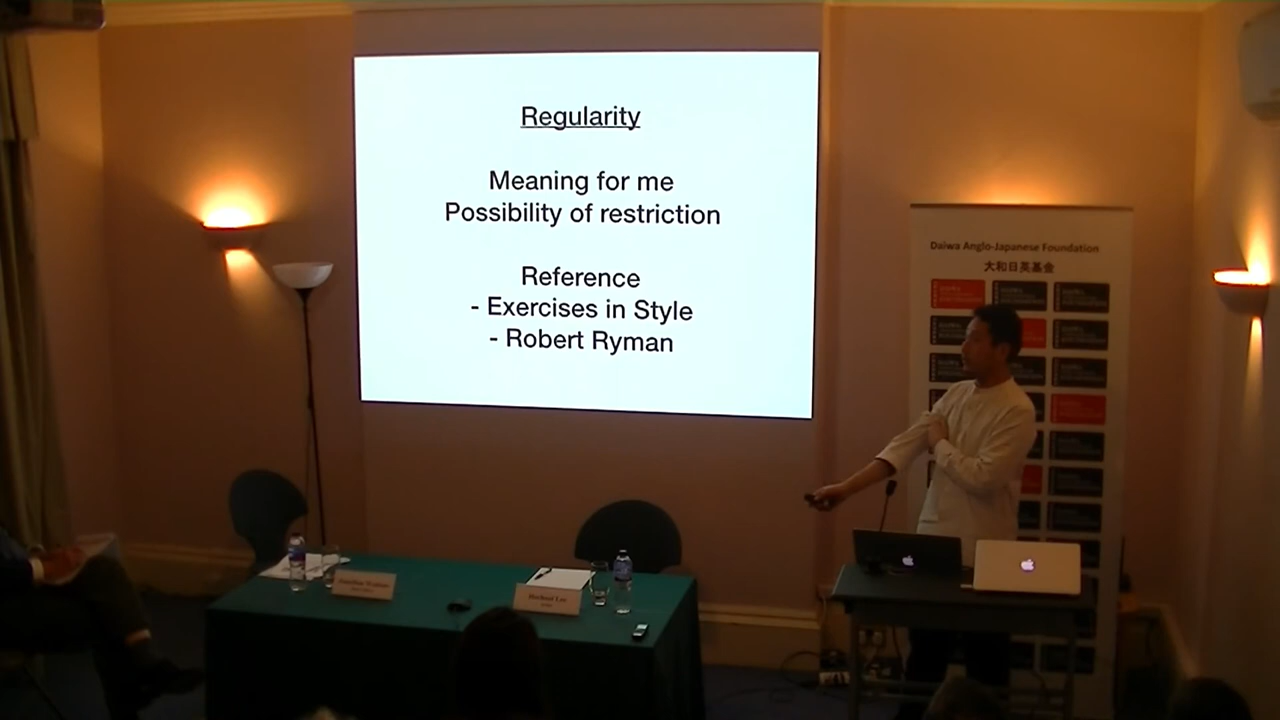 Regularity
Meaning for me
Possibility of restriction
Reference
- Exercises in Style
- Robert Ryman
Daiwa Anglo-Japanese Foundation
大和日英基金